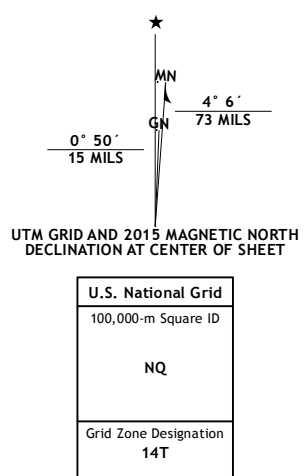 ★
MN
GN
4° 6´
73 MILS
0° 50´
15 MILS
UTM GRID AND 2015 MAGNETIC NORTH
DECLINATION AT CENTER OF SHEET
U.S. National Grid
100,000-m Square ID
NQ
Grid Zone Designation
14T